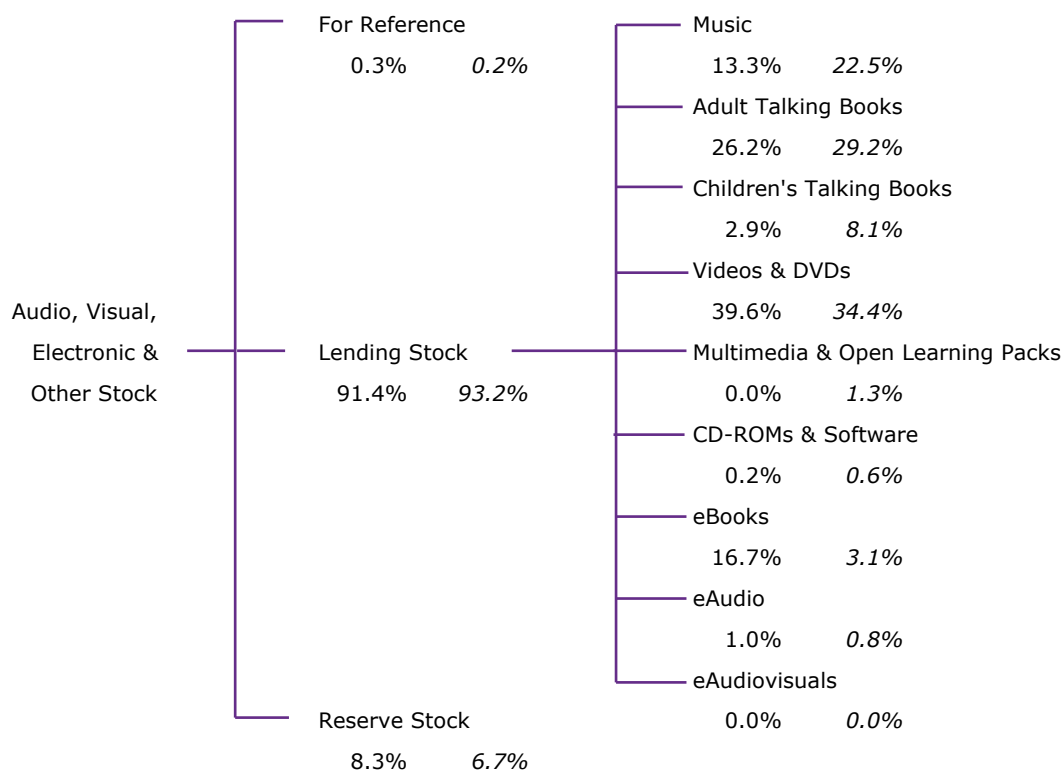 Audio, Visual,
Electronic &
Other Stock
For Reference
0.3% 0.2%
Lending Stock
91.4% 93.2%
Reserve Stock
8.3% 6.7%
Music
13.3% 22.5%
Adult Talking Books
26.2% 29.2%
Children's Talking Books
2.9% 8.1%
Videos & DVDs
39.6% 34.4%
Multimedia & Open Learning Packs
0.0% 1.3%
CD-ROMs & Software
0.2% 0.6%
eBooks
16.7% 3.1%
eAudio
1.0% 0.8%
eAudiovisuals
0.0% 0.0%